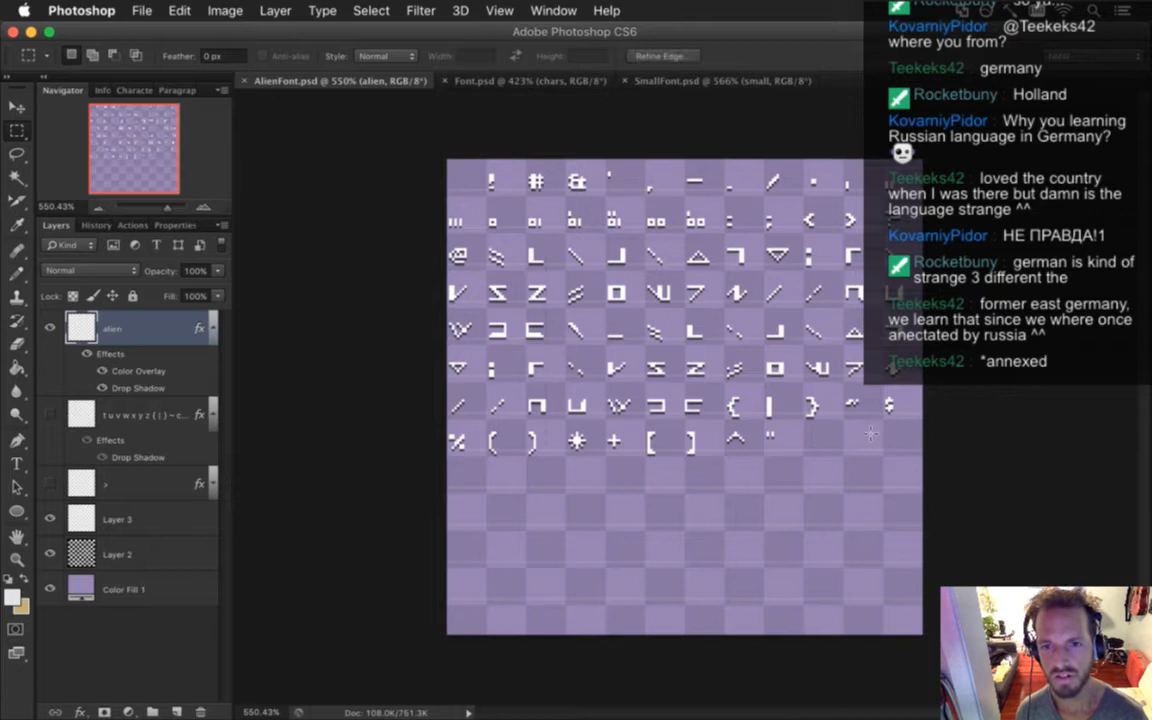 Photoshop File Edit Image Layer Type Select Filter 3D View Window Help
Adobe Photoshop CS6
Feather: 0 px Anti-alias Style: Normal Width: Height: Refine Edge...
AlienFont.psd @ 550% (alien, RGB/8*) Font.psd @ 423% (chars, RGB/8*) SmallFont.psd @ 566% (small, RGB/8*)
Navigator Info Characte Paragrap
550.43%
Layers History Actions Properties
Kind
Normal Opacity: 100%
Lock: Fill: 100%
alien fx
Effects
Color Overlay
Drop Shadow
t u v w x y z { | } ~ c... fx
Effects
Drop Shadow
> fx
Layer 3
Layer 2
Color Fill 1
550.43% Doc: 108.0K/751.3K
! # & ' , – . / 
: ; < >
@
{ | } $
% ( ) * + [ ] ^ "
KovarniyPidor @Teekeks42
where you from?
Teekeks42 germany
Rocketbuny Holland
KovarniyPidor Why you learning
Russian language in Germany?
Teekeks42 loved the country
when I was there but damn is the
language strange ^^
KovarniyPidor НЕ ПРАВДА!1
Rocketbuny german is kind of
strange 3 different the
Teekeks42 former east germany,
we learn that since we where once
anectated by russia ^^
Teekeks42 *annexed